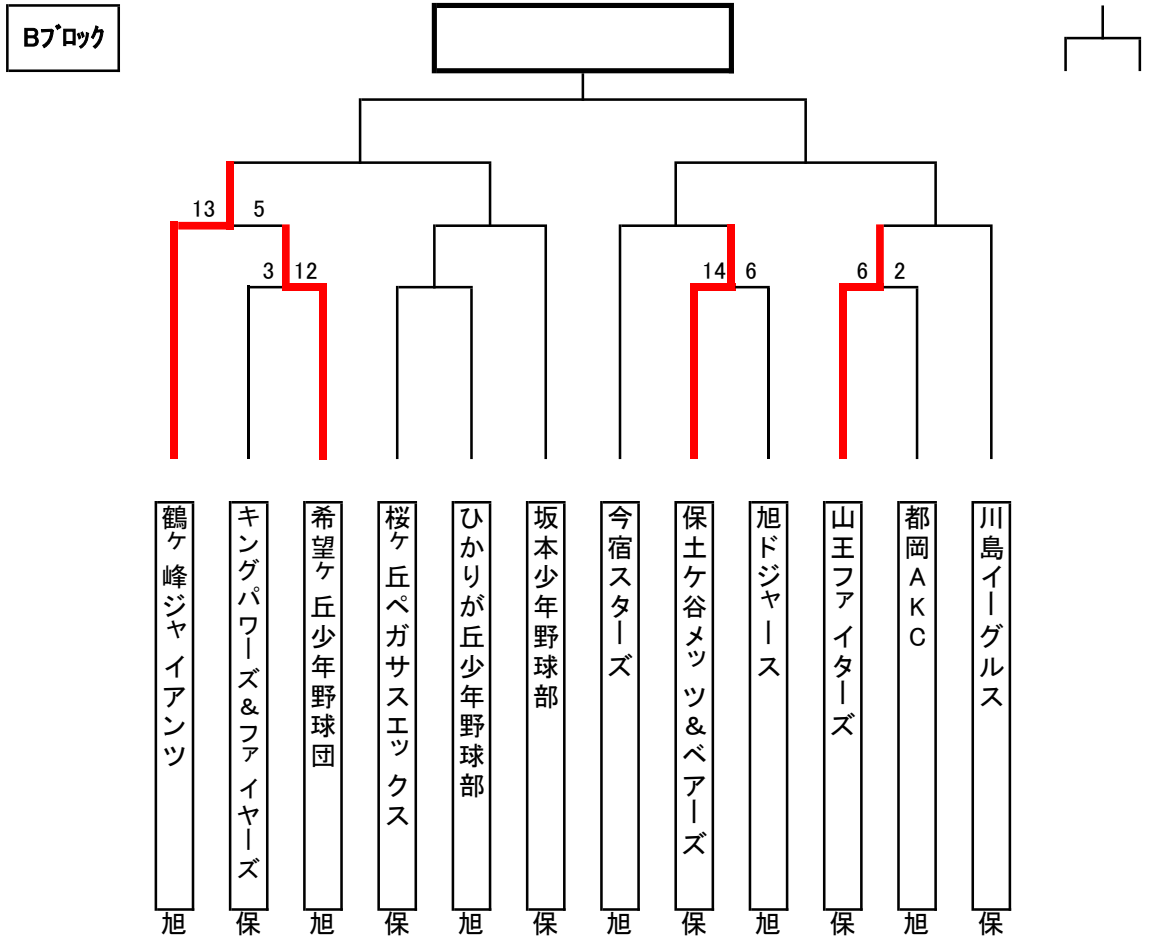 Bブロック
13 5
3 12
14 6
6 2
鶴ヶ峰ジャイアンツ
キングパワーズ&ファイヤーズ
希望ヶ丘少年野球団
桜ヶ丘ペガサスエックス
ひかりが丘少年野球部
坂本少年野球部
今宿スターズ
保土ケ谷メッツ&ベアーズ
旭ドジャース
山王ファイターズ
都岡AKC
川島イーグルス
旭 保 旭 保 旭 保 旭 保 旭 保 旭 保